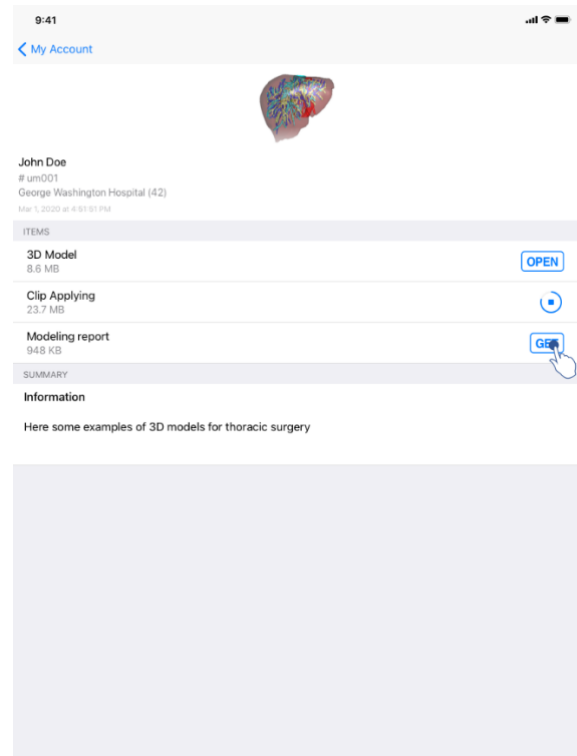 9:41
My Account
John Doe
# um001
George Washington Hospital (42)
Mar 1, 2020 at 4:51:51 PM
ITEMS
3D Model
OPEN
8.6 MB
Clip Applying
23.7 MB
Modeling report
948 KB
SUMMARY
Information
Here some examples of 3D models for thoracic surgery